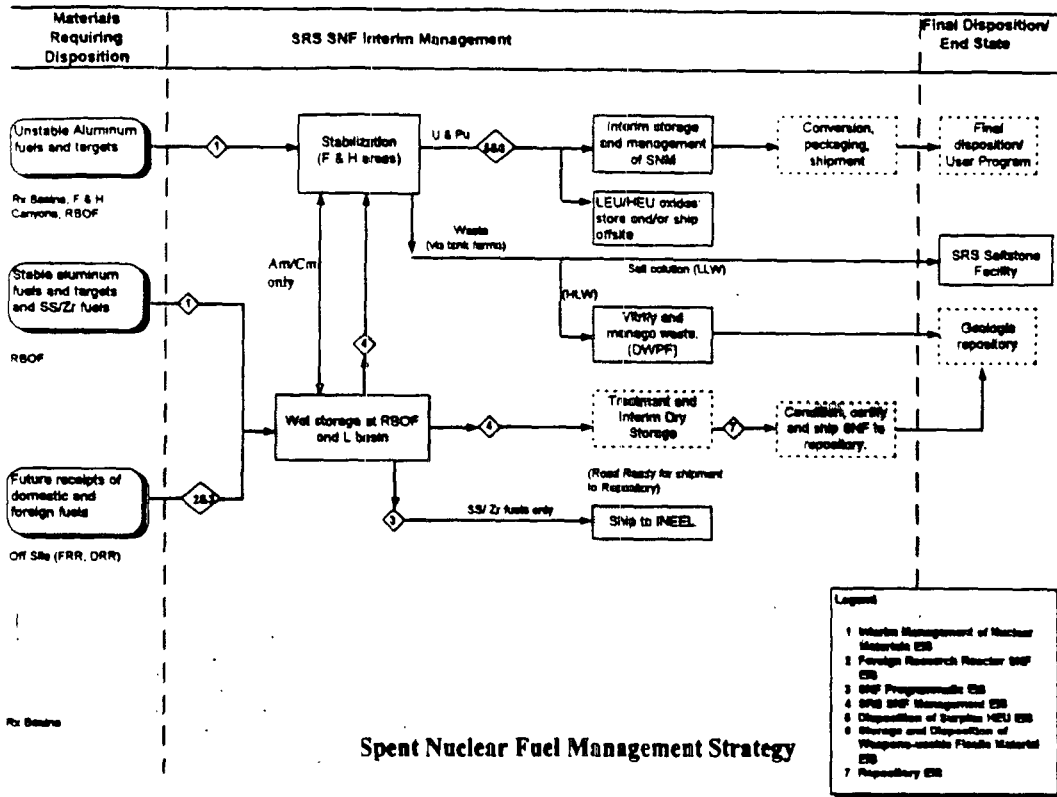 Materials
Requiring
Disposition
SRS SNF Interim Management
Final Disposition/
End State
Unstable Aluminum
fuels and targets
1
Stabilization
(F & H areas)
U & Pu
Interim storage
and management
of SNM
Conversion,
packaging,
shipment
Final
disposition/
User Program
Rx Basins, F & H
Canyons, RBOF
LEU/HEU oxides
store and/or ship
offsite
Waste
(via tank farms)
Am/Cm
only
Salt solution (LLW)
SRS Saltstone
Facility
Stable aluminum
fuels and targets
and SS/Zr fuels
1
(HLW)
Vitrify and
manage waste.
(DWPF)
Geologic
repository
RBOF
4
Wet storage at RBOF
and L basin
4
Treatment and
Interim Dry
Storage
7
Condition, certify
and ship SNF to
repository.
Future receipts of
domestic and
foreign fuels
2&3
(Road Ready for shipment
to Repository)
3
SS/ Zr fuels only
Ship to INEEL
Off Site (FRR, DRR)
Legend
1 Interim Management of Nuclear
Materials EIS
2 Foreign Research Reactor SNF
EIS
3 SNF Programmatic EIS
4 SRS SNF Management EIS
5 Disposition of Surplus HEU EIS
6 Storage and Disposition of
Weapons-usable Fissile Material
EIS
7 Repository EIS
Rx Basins
Spent Nuclear Fuel Management Strategy